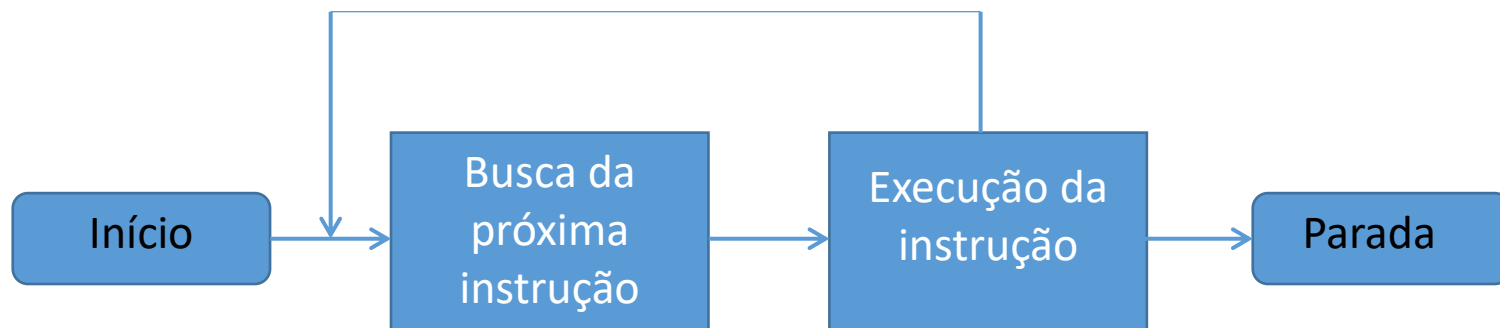 Início
Busca da
próxima
instrução
Execução da
instrução
Parada